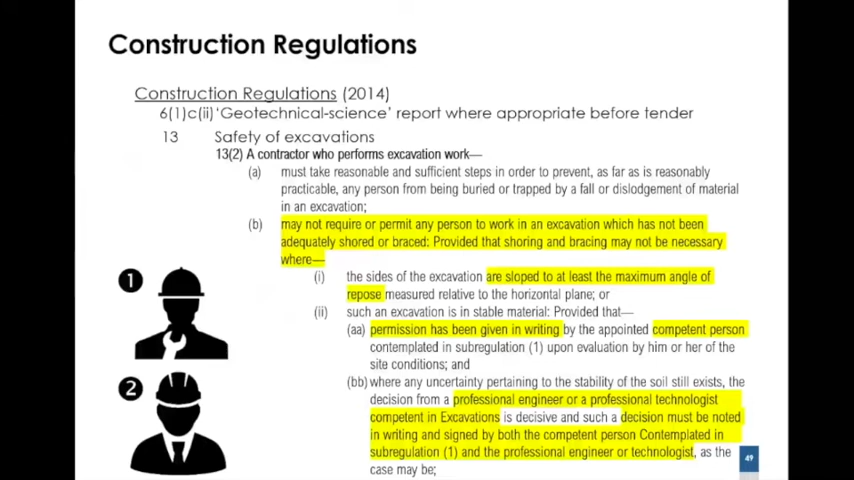 Construction Regulations
Construction Regulations (2014)
6(1)c(ii) 'Geotechnical-science' report where appropriate before tender
13 Safety of excavations
13(2) A contractor who performs excavation work—
(a) must take reasonable and sufficient steps in order to prevent, as far as is reasonably
practicable, any person from being buried or trapped by a fall or dislodgement of material
in an excavation;
(b) may not require or permit any person to work in an excavation which has not been
adequately shored or braced: Provided that shoring and bracing may not be necessary
where—
(i) the sides of the excavation are sloped to at least the maximum angle of
repose measured relative to the horizontal plane; or
(ii) such an excavation is in stable material: Provided that—
(aa) permission has been given in writing by the appointed competent person
contemplated in subregulation (1) upon evaluation by him or her of the
site conditions; and
(bb) where any uncertainty pertaining to the stability of the soil still exists, the
decision from a professional engineer or a professional technologist
competent in Excavations is decisive and such a decision must be noted
in writing and signed by both the competent person Contemplated in
subregulation (1) and the professional engineer or technologist, as the
case may be;
1
2
49